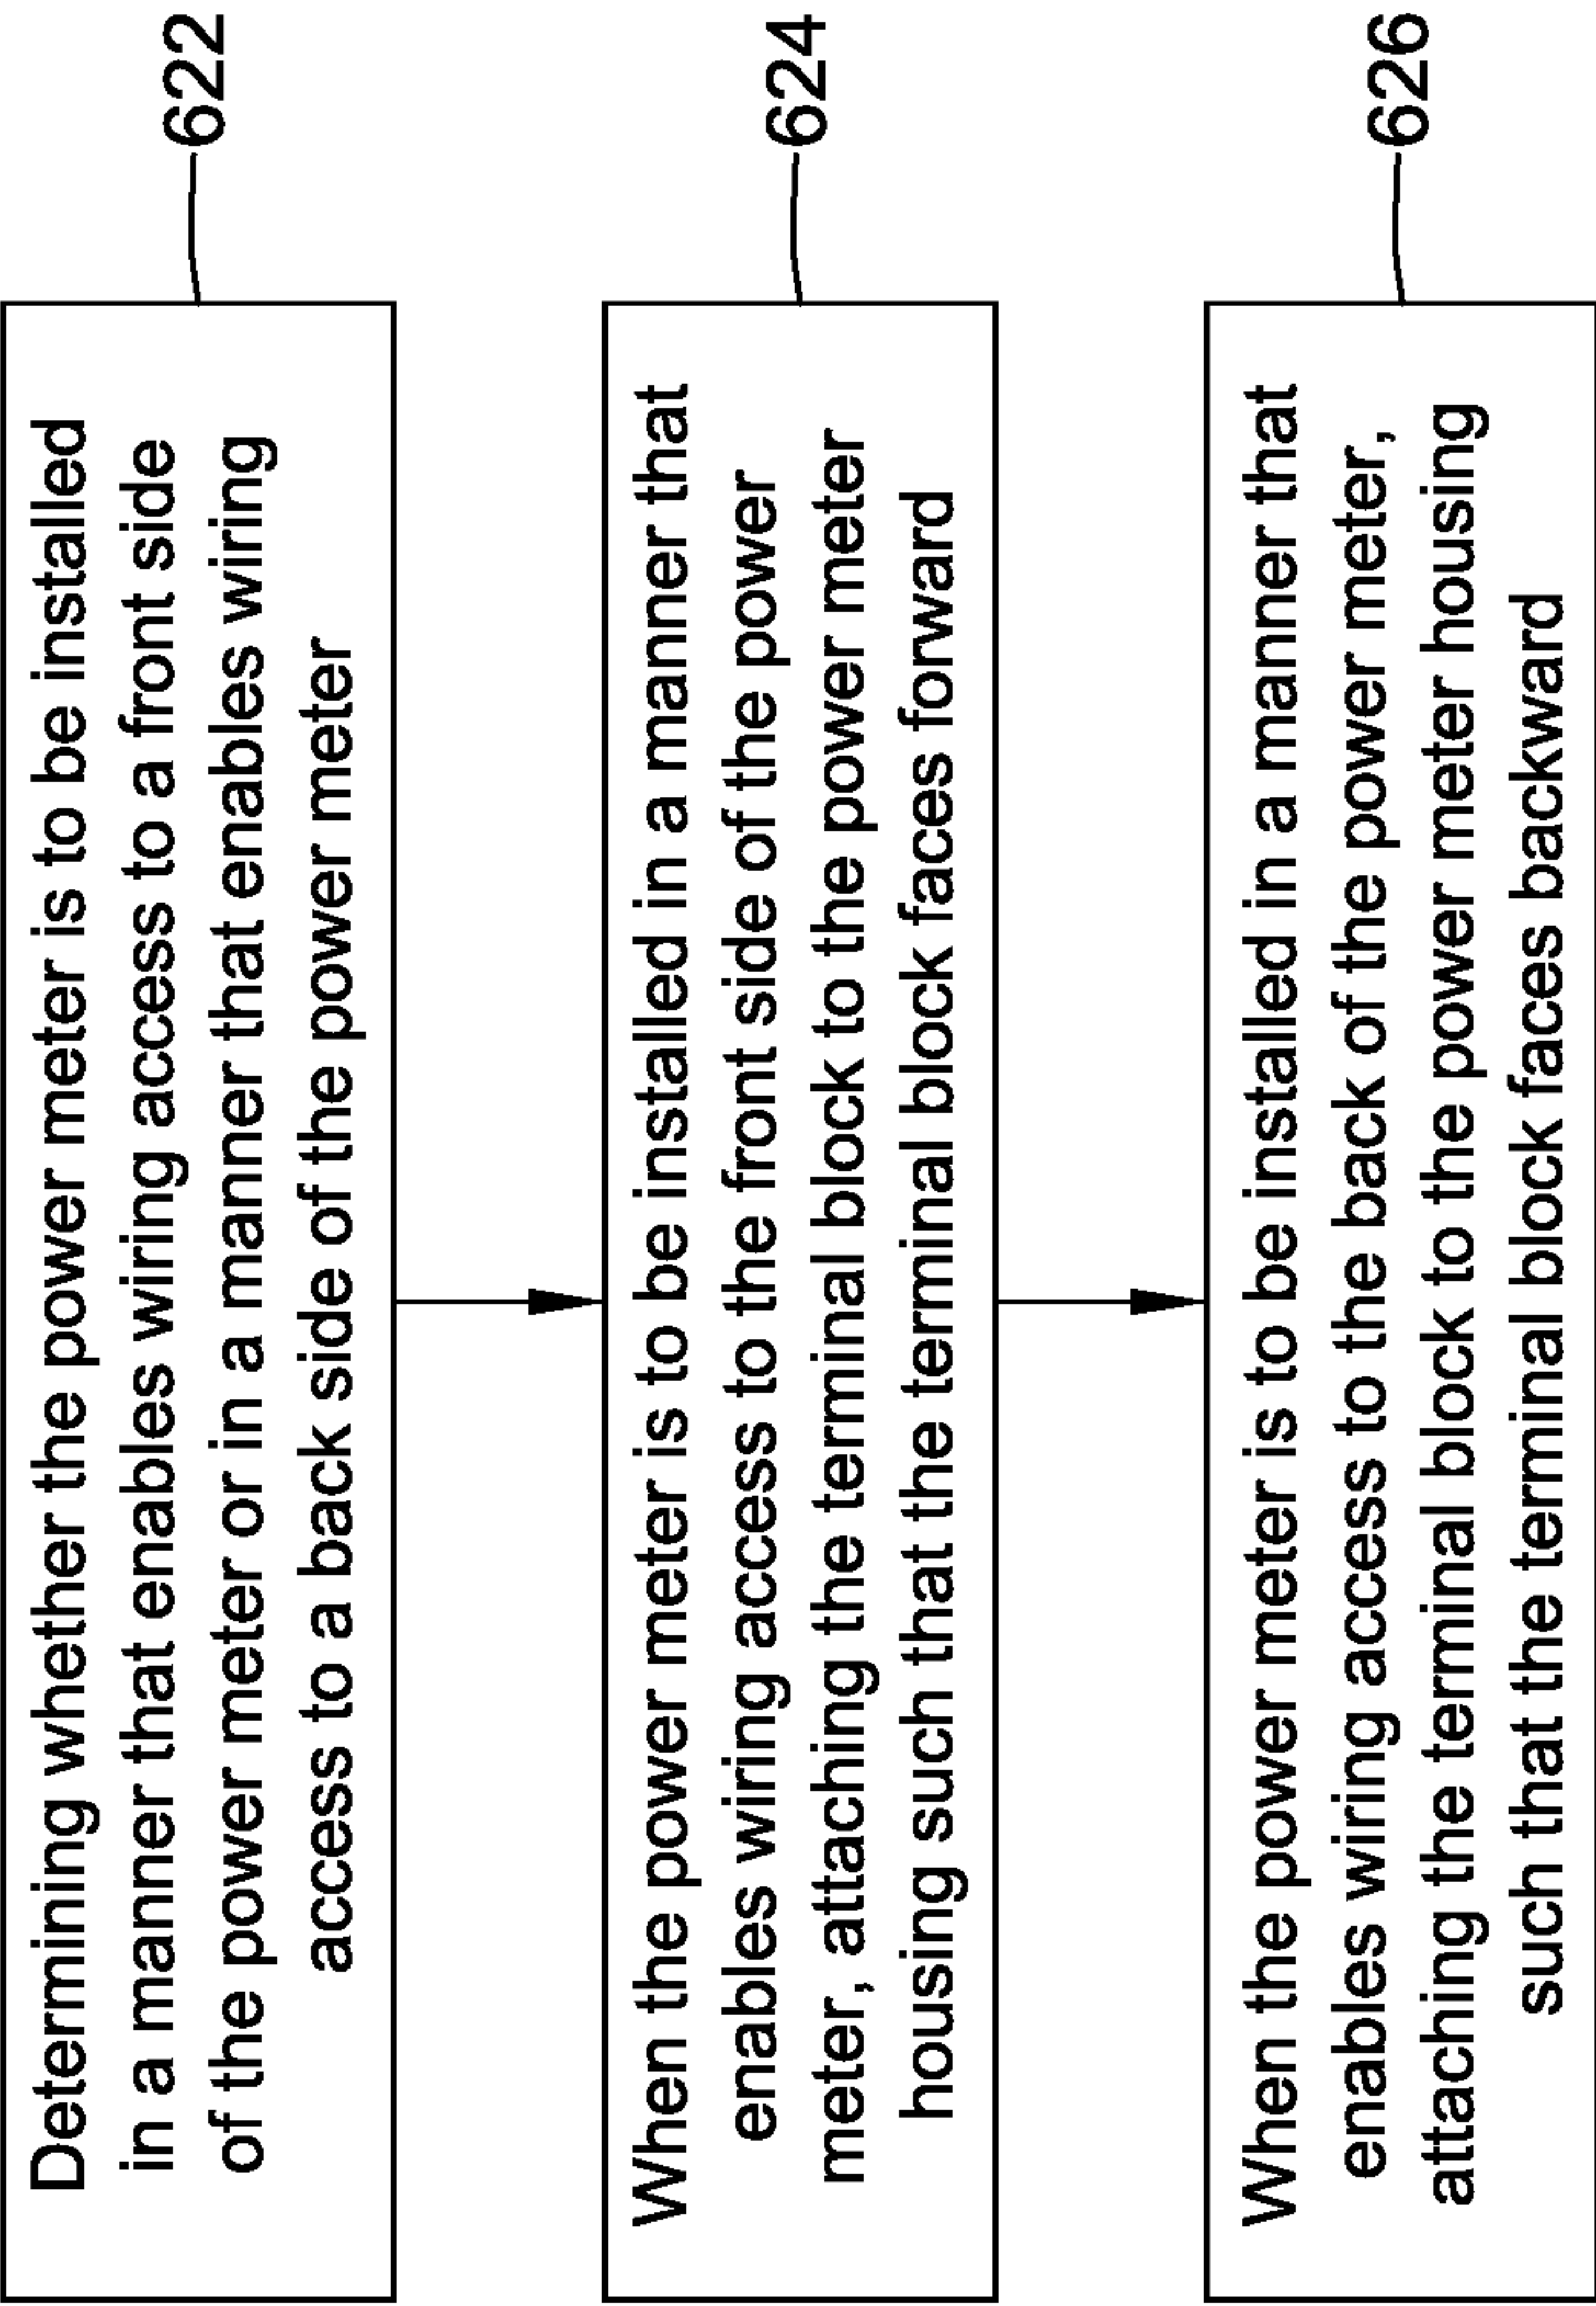 Determining whether the power meter is to be installed
in a manner that enables wiring access to a front side
of the power meter or in a manner that enables wiring
access to a back side of the power meter
622
When the power meter is to be installed in a manner that
enables wiring access to the front side of the power
meter, attaching the terminal block to the power meter
housing such that the terminal block faces forward
624
When the power meter is to be installed in a manner that
enables wiring access to the back of the power meter,
attaching the terminal block to the power meter housing
such that the terminal block faces backward
626